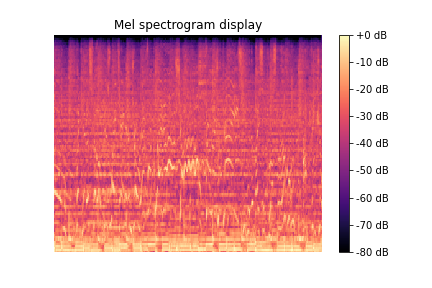 Mel spectrogram display
+0 dB
-10 dB
-20 dB
-30 dB
-40 dB
-50 dB
-60 dB
-70 dB
-80 dB